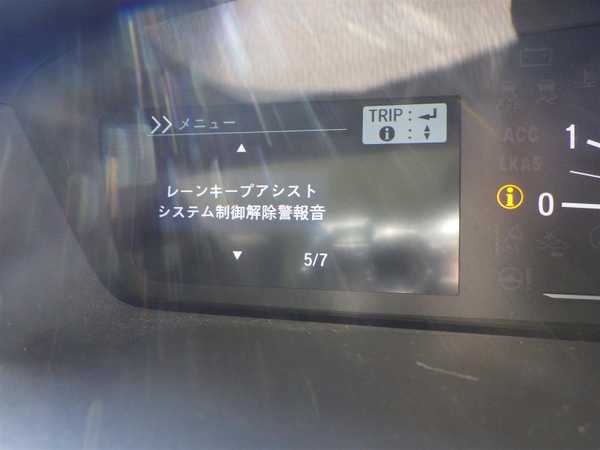 メニュー
TRIP :
i :
レーンキープアシスト
システム制御解除警報音
5/7
ACC
LKAS
1
i
0